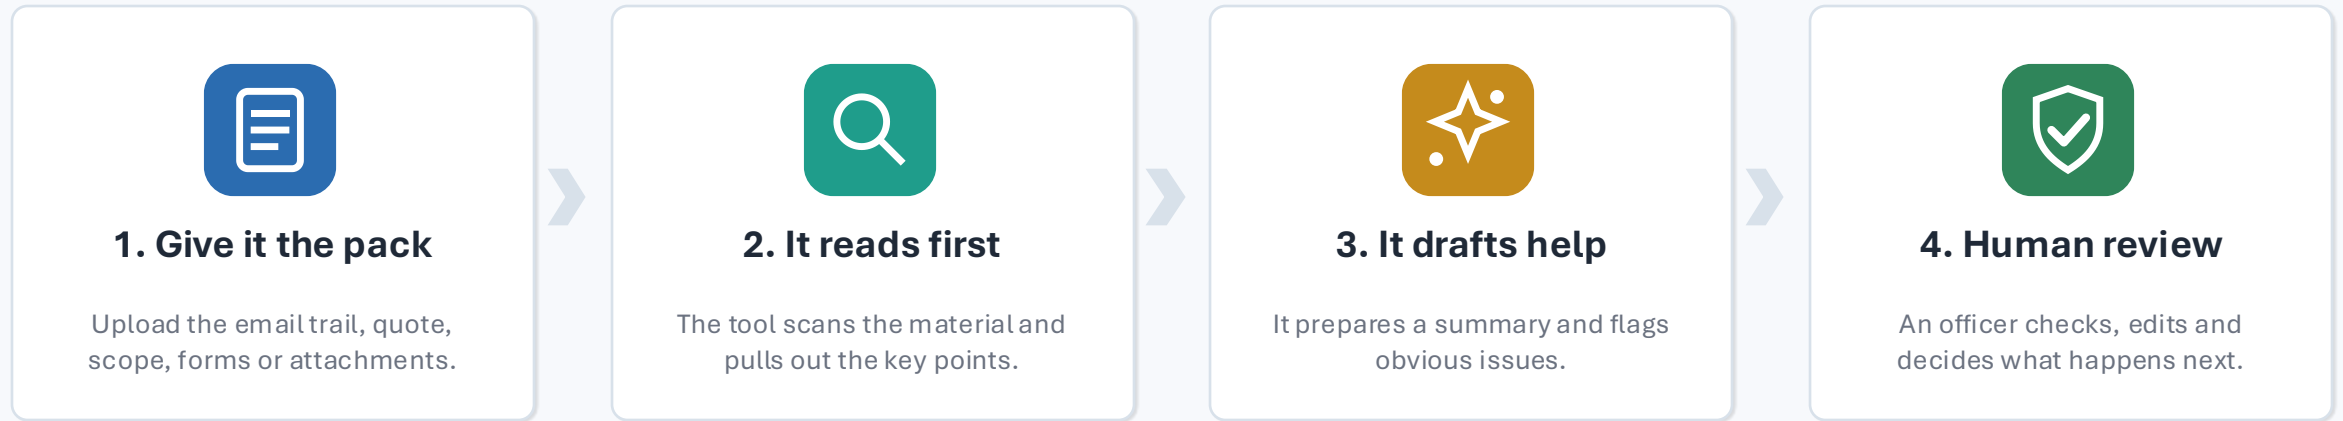 1. Give it the pack
Upload the email trail, quote,
scope, forms or attachments.
2. It reads first
The tool scans the material and
pulls out the key points.
3. It drafts help
It prepares a summary and flags
obvious issues.
4. Human review
An officer checks, edits and
decides what happens next.